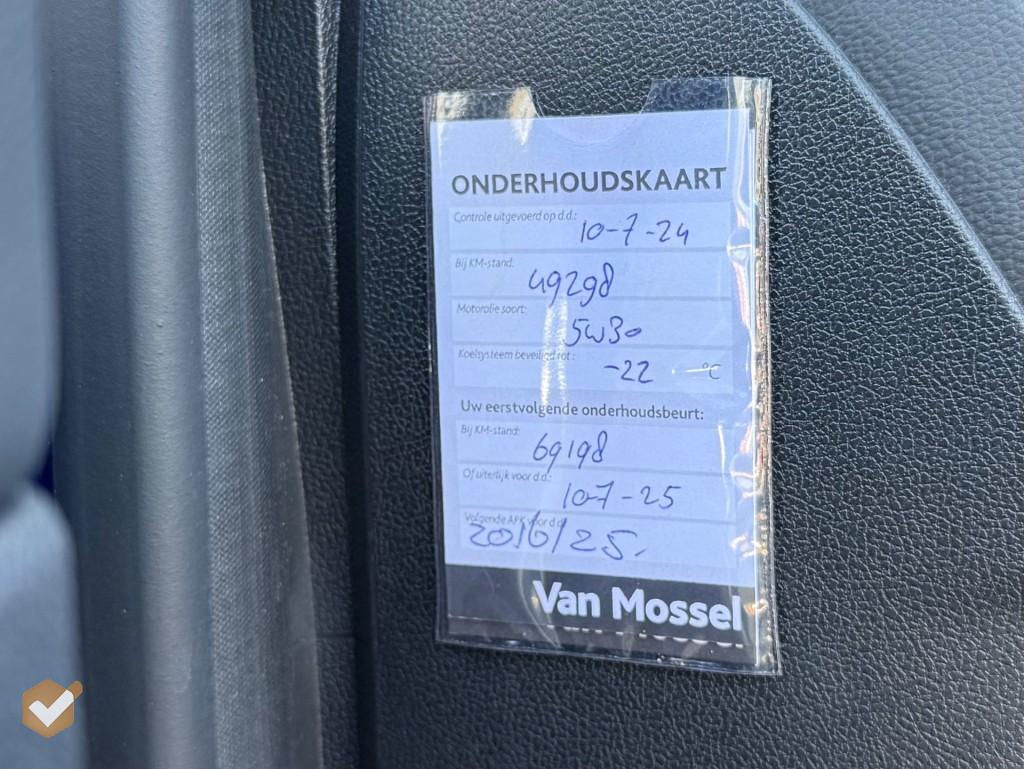 ONDERHOUDSKAART
Controle uitgevoerd op d.d.: 10-7-24
Bij KM-stand: 49298
Motorolie soort: 5W30
Koelsysteem beveiligd tot: -22 °C
Uw eerstvolgende onderhoudsbeurt:
Bij KM-stand: 69198
Of uiterlijk voor d.d.: 10-7-25
Volgende APK voor d.d. 20/6/25.
Van Mossel